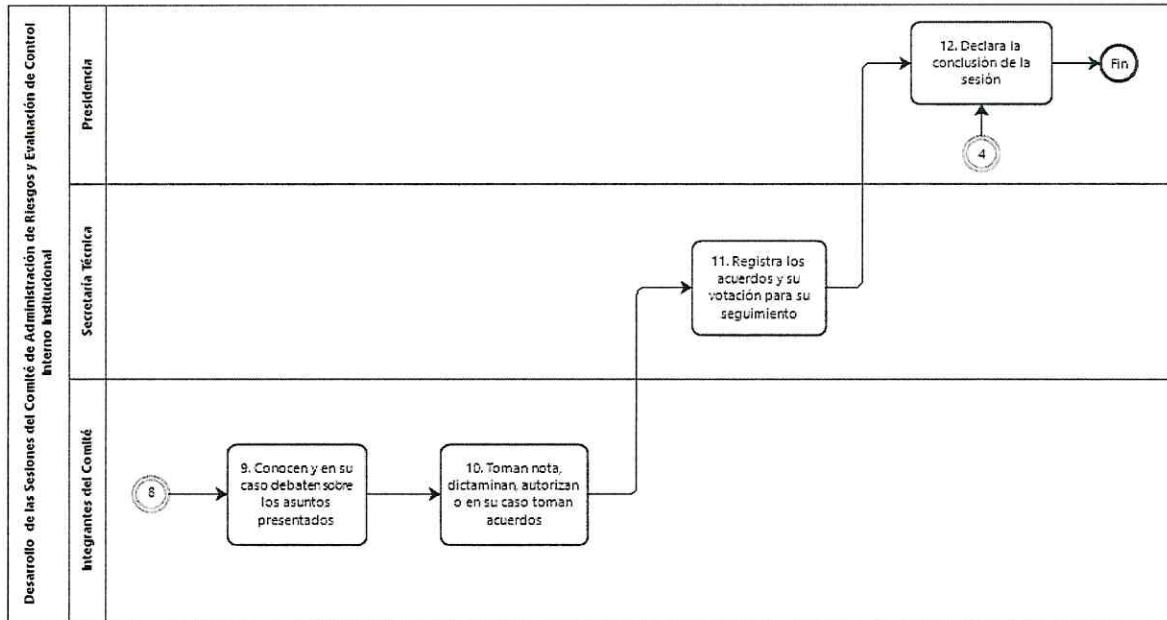 Desarrollo de las Sesiones del Comité de Administración de Riesgos y Evaluación de Control
Interno Institucional
Presidencia
12. Declara la
conclusión de la
sesión
Fin
4
Secretaría Técnica
11. Registra los
acuerdos y su
votación para su
seguimiento
Integrantes del Comité
8
9. Conocen y en su
caso debaten sobre
los asuntos
presentados
10. Toman nota,
dictaminan, autorizan
o en su caso toman
acuerdos